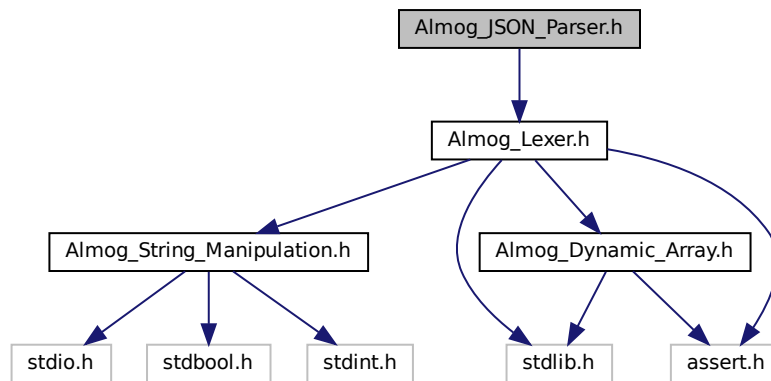 Almog_JSON_Parser.h
Almog_Lexer.h
Almog_String_Manipulation.h
Almog_Dynamic_Array.h
stdio.h
stdbool.h
stdint.h
stdlib.h
assert.h